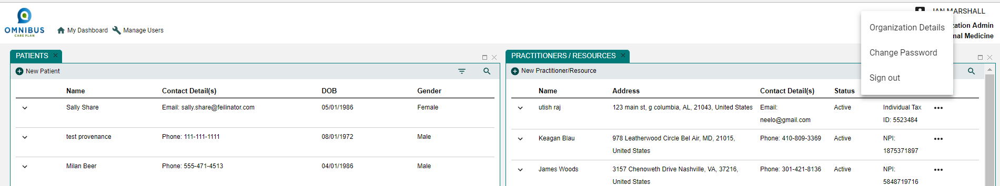 OMNIBUS
CARE PLAN
My Dashboard
Manage Users
IAN MARSHALL
zation Admin
nal Medicine
Organization Details
Change Password
Sign out
PATIENTS
New Patient
Name Contact Detail(s) DOB Gender
Sally Share Email: sally.share@feilinator.com 05/01/1986 Female
test provenance Phone: 111-111-1111 08/01/1972 Male
Milan Beer Phone: 555-471-4513 04/01/1986 Male
PRACTITIONERS / RESOURCES
New Practitioner/Resource
Name Address Contact Detail(s) Status
utish raj 123 main st, g columbia, AL, 21043, United States Email: Active Individual Tax
neelo@gmail.com ID: 5523484
Keagan Blau 978 Leatherwood Circle Bel Air, MD, 21015, Phone: 410-809-3369 Active NPI:
United States 1875371897
James Woods 3157 Chenoweth Drive Nashville, VA, 37216, Phone: 301-421-8136 Active NPI:
United States 5848719716